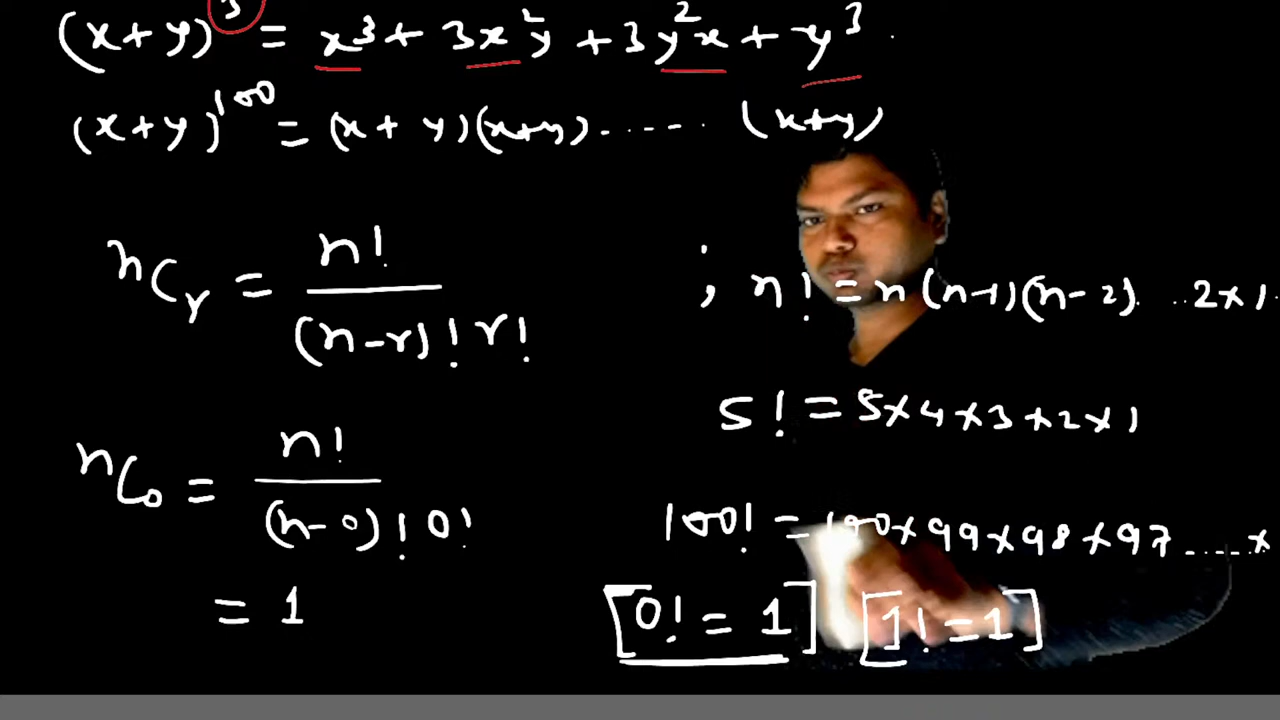 (x+y)³ = x³ + 3x²y + 3y²x + y³.
(x+y)¹⁰⁰ = (x+y)(x+y)...... (x+y)
ⁿCᵣ = n! / (n-r)! r! ; n! = n(n-1)(n-2)...2×1.
5! = 5×4×3×2×1
ⁿC₀ = n! / (n-0)! 0!
100! = 100×99×98×97.....×
= 1
[0! = 1] [1! = 1]